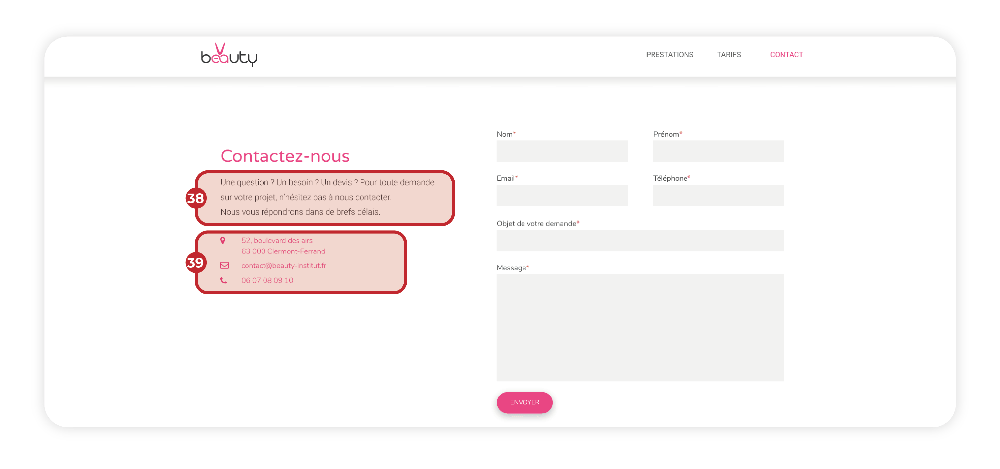 beauty
PRESTATIONS TARIFS CONTACT
Contactez-nous
38
Une question ? Un besoin ? Un devis ? Pour toute demande
sur votre projet, n’hésitez pas à nous contacter.
Nous vous répondrons dans de brefs délais.
39
52, boulevard des airs
63 000 Clermont-Ferrand
contact@beauty-institut.fr
06 07 08 09 10
Nom* Prénom*
Email* Téléphone*
Objet de votre demande*
Message*
ENVOYER